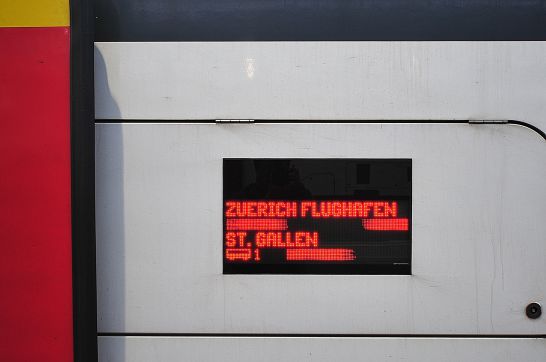 ZUERICH FLUGHAFEN
ST. GALLEN
1